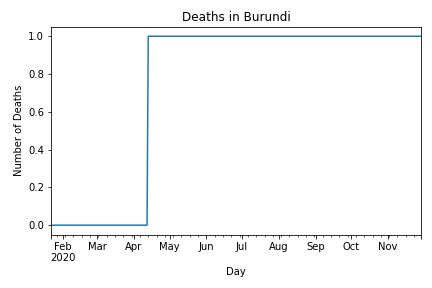 Deaths in Burundi
Number of Deaths
1.0
0.8
0.6
0.4
0.2
0.0
Feb Mar Apr May Jun Jul Aug Sep Oct Nov
2020
Day